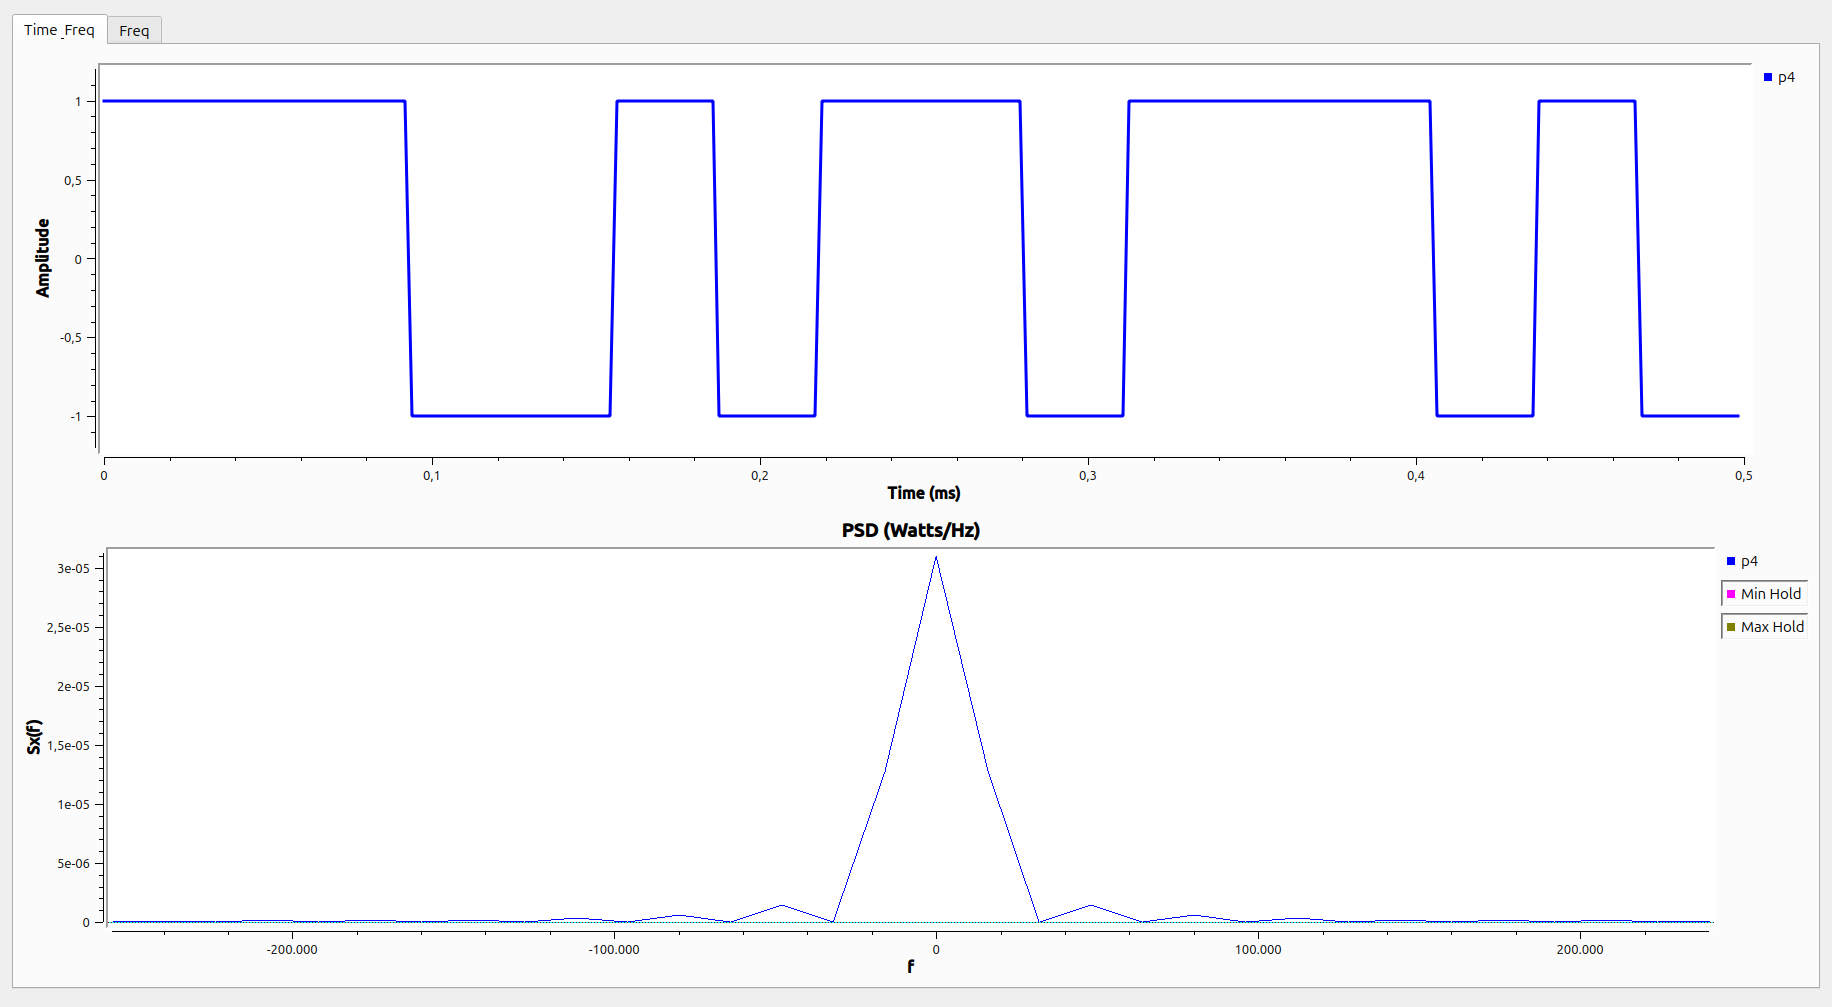 Time_Freq
Freq
p4
1
0,5
0
-0,5
-1
Amplitude
0
0,1
0,2
0,3
0,4
0,5
Time (ms)
PSD (Watts/Hz)
p4
Min Hold
Max Hold
3e-05
2,5e-05
2e-05
1,5e-05
1e-05
5e-06
0
Sx(f)
-200.000
-100.000
0
100.000
200.000
f